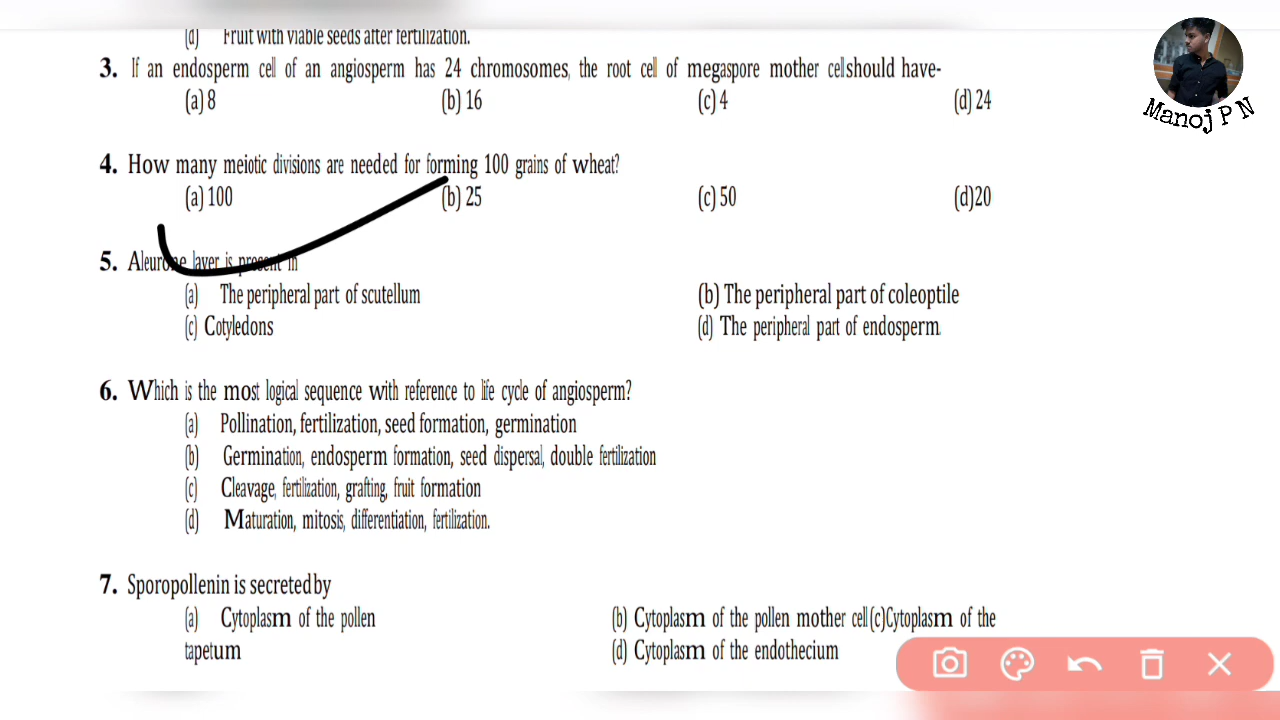 (d) Fruit with viable seeds after fertilization.
3. If an endosperm cell of an angiosperm has 24 chromosomes, the root cell of megaspore mother cell should have-
(a) 8 (b) 16 (c) 4 (d) 24
4. How many meiotic divisions are needed for forming 100 grains of wheat?
(a) 100 (b) 25 (c) 50 (d)20
5. Aleurone layer is present in
(a) The peripheral part of scutellum (b) The peripheral part of coleoptile
(c) Cotyledons (d) The peripheral part of endosperm.
6. Which is the most logical sequence with reference to life cycle of angiosperm?
(a) Pollination, fertilization, seed formation, germination
(b) Germination, endosperm formation, seed dispersal, double fertilization
(c) Cleavage, fertilization, grafting, fruit formation
(d) Maturation, mitosis, differentiation, fertilization.
7. Sporopollenin is secreted by
(a) Cytoplasm of the pollen (b) Cytoplasm of the pollen mother cell (c)Cytoplasm of the
tapetum (d) Cytoplasm of the endothecium
Manoj P N